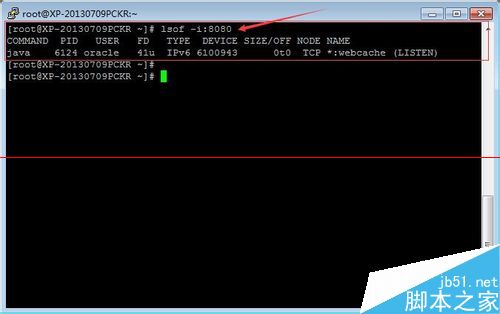 root@XP-20130709PCKR:~
[root@XP-20130709PCKR ~]# lsof -i:8080
COMMAND  PID   USER   FD   TYPE  DEVICE SIZE/OFF NODE NAME
java    6124 oracle   41u  IPv6 6100943      0t0  TCP *:webcache (LISTEN)
[root@XP-20130709PCKR ~]#
[root@XP-20130709PCKR ~]#
jb51.net
脚本之家